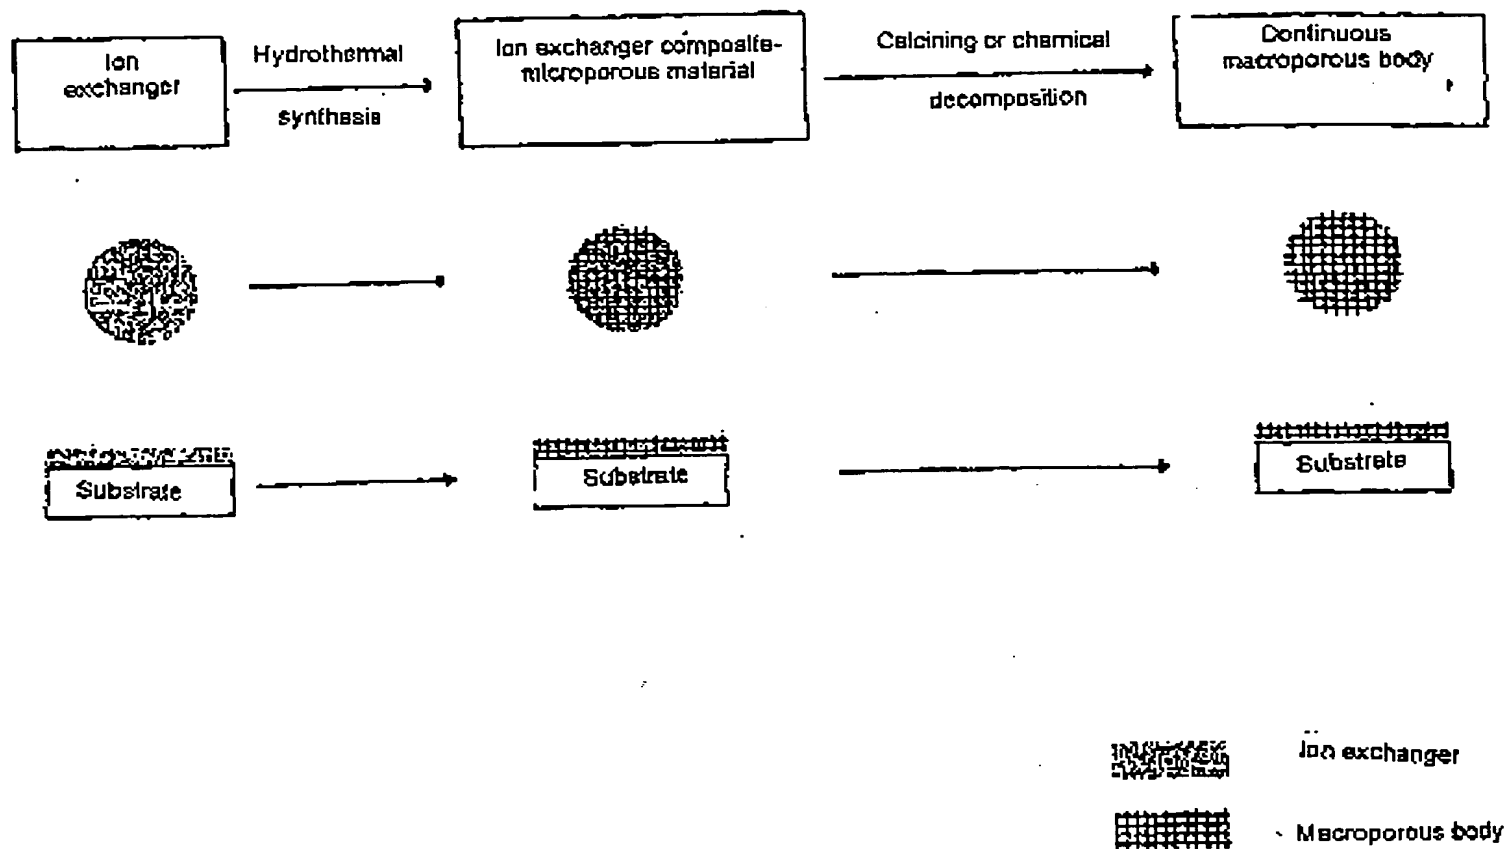 Ion
exchanger
Hydrothermal
synthesis
Ion exchanger composite-
microporous material
Calcining or chemical
decomposition
Continuous
macroporous body
Substrate
Substrate
Substrate
Ion exchanger
Macroporous body